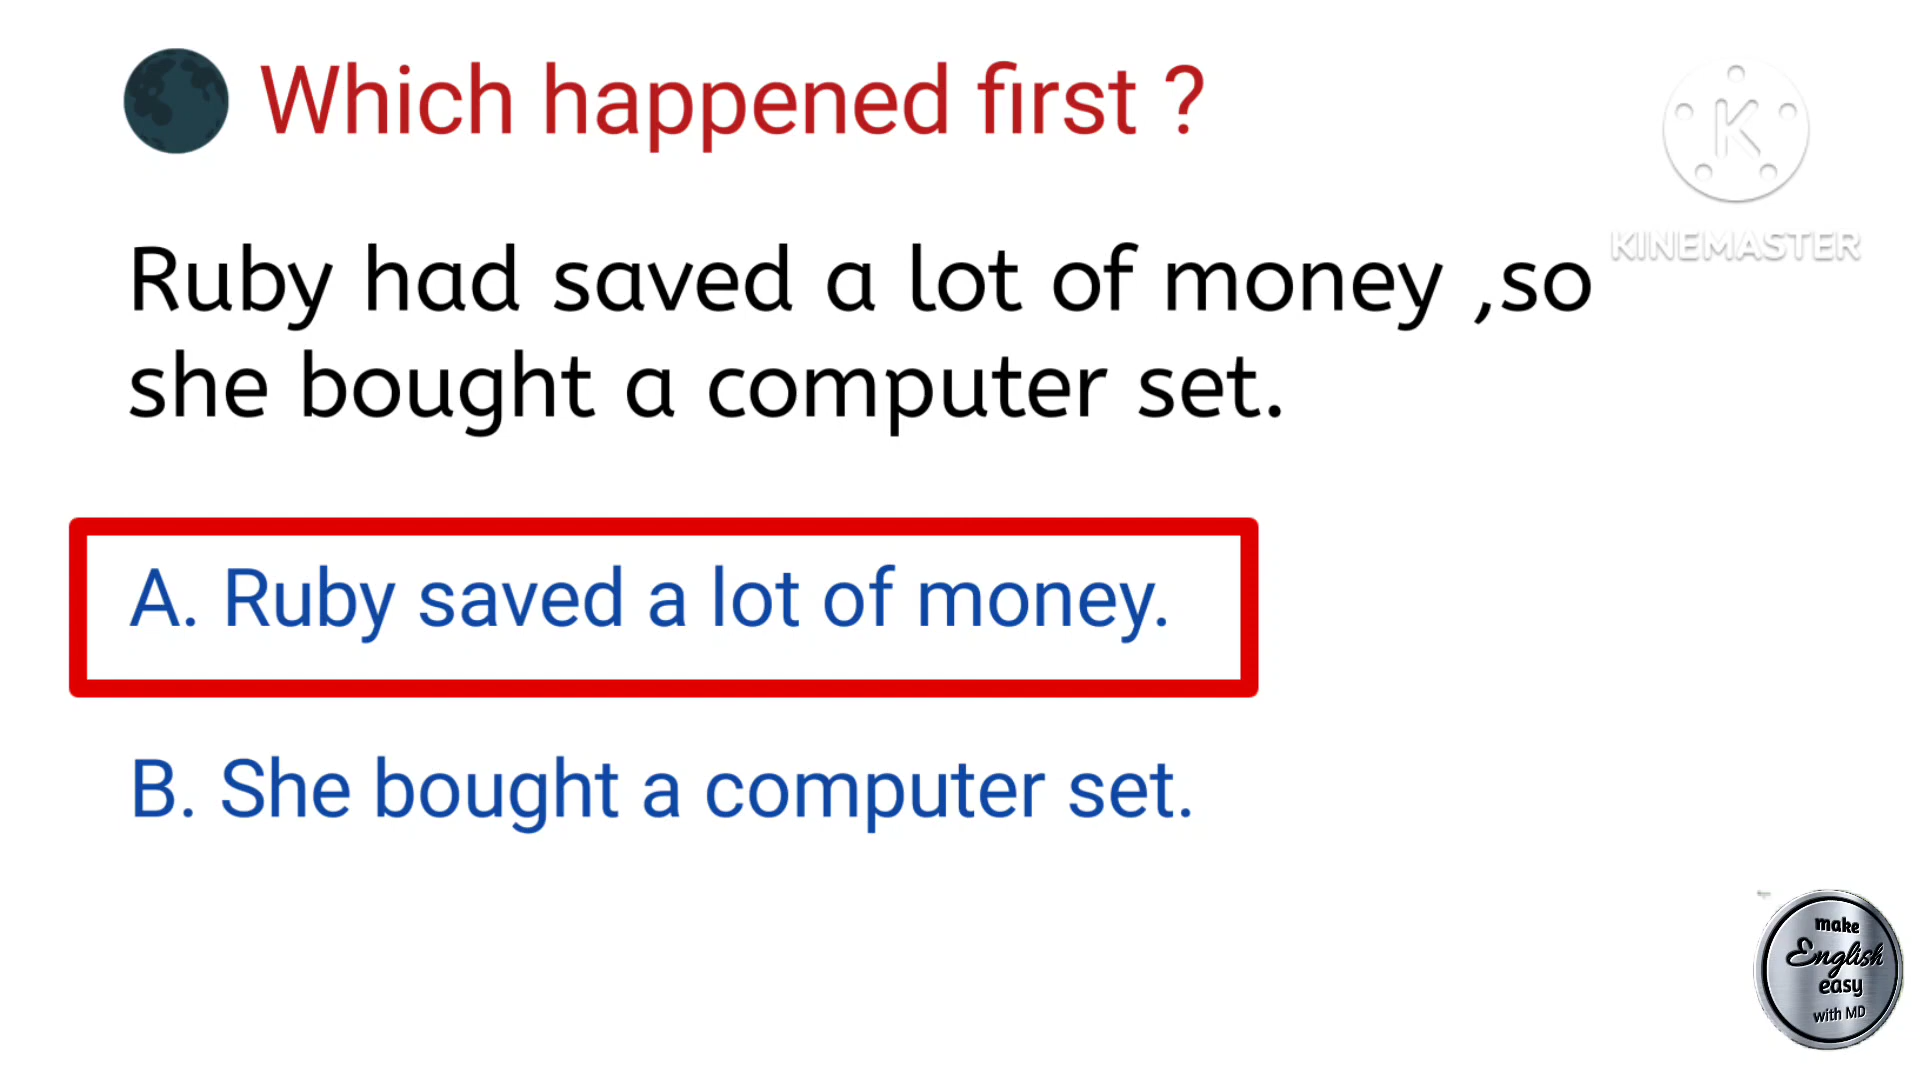 Which happened first ?
K
KINEMASTER
Ruby had saved a lot of money ,so
she bought a computer set.
A. Ruby saved a lot of money.
B. She bought a computer set.
make
English
easy
with MD